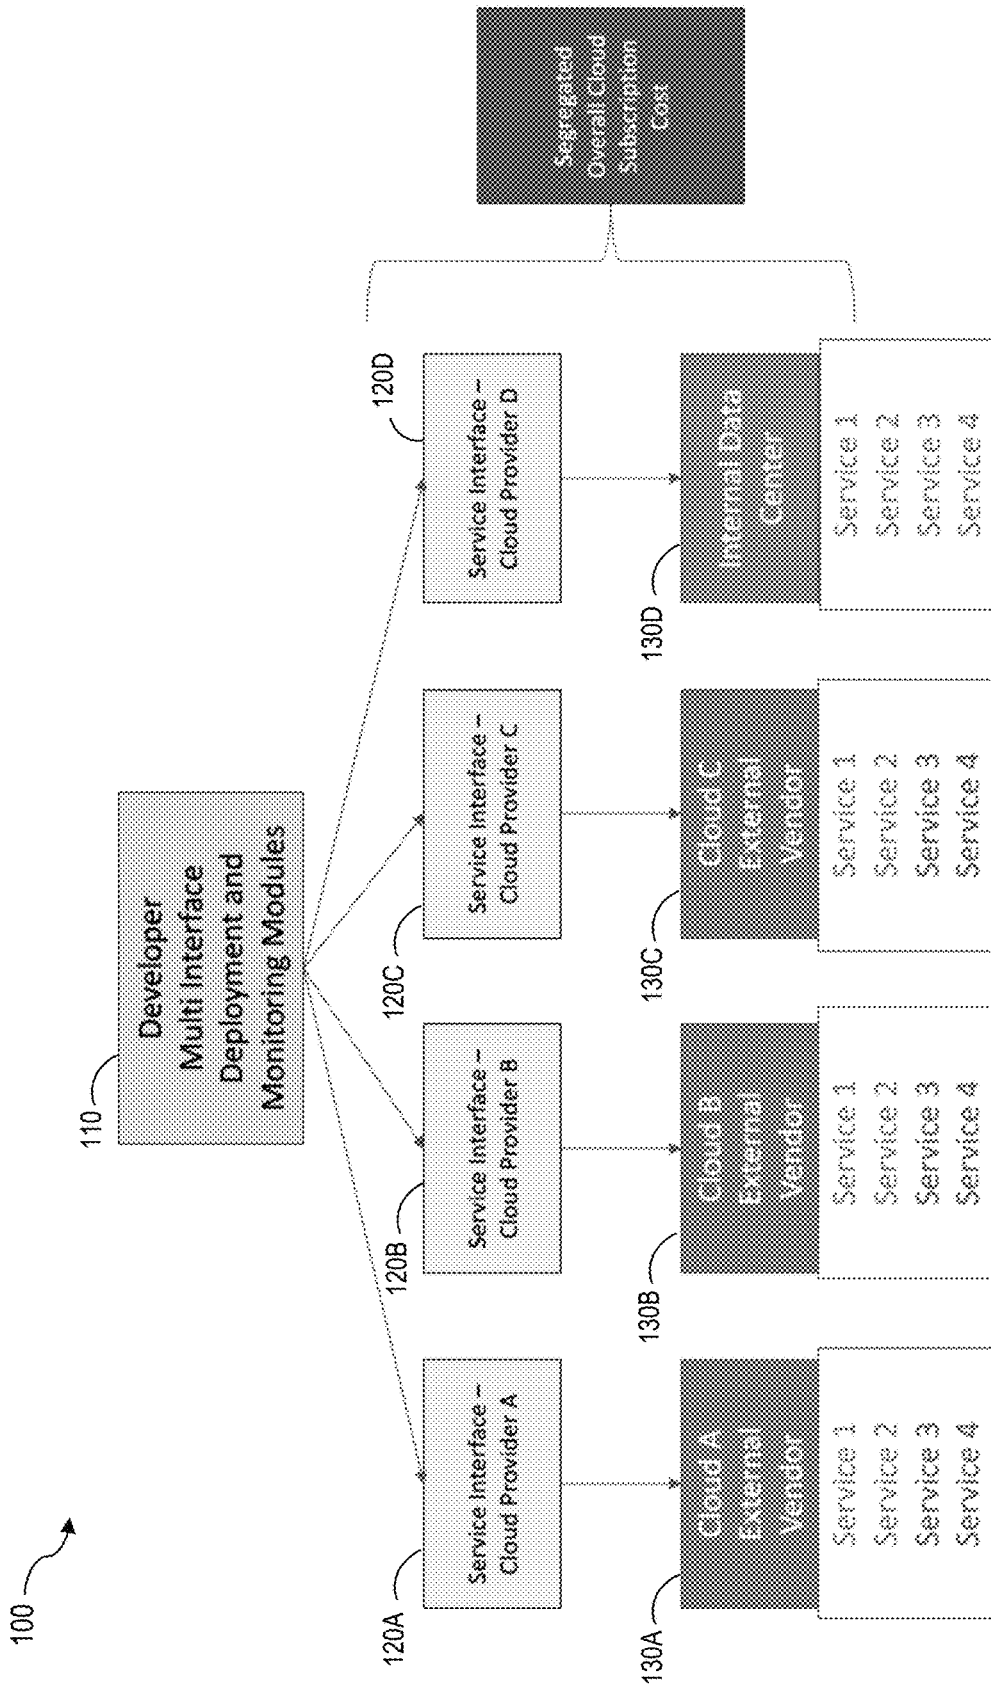 100
110
Developer
Multi Interface
Deployment and
Monitoring Modules
120A
Service Interface –
Cloud Provider A
120B
Service Interface –
Cloud Provider B
120C
Service Interface –
Cloud Provider C
120D
Service Interface –
Cloud Provider D
Segregated
Overall Cloud
Subscription
Cost
130A
Cloud A
External
Vendor
130B
Cloud B
External
Vendor
130C
Cloud C
External
Vendor
130D
Internal Data
Center
Service 1
Service 2
Service 3
Service 4
Service 1
Service 2
Service 3
Service 4
Service 1
Service 2
Service 3
Service 4
Service 1
Service 2
Service 3
Service 4